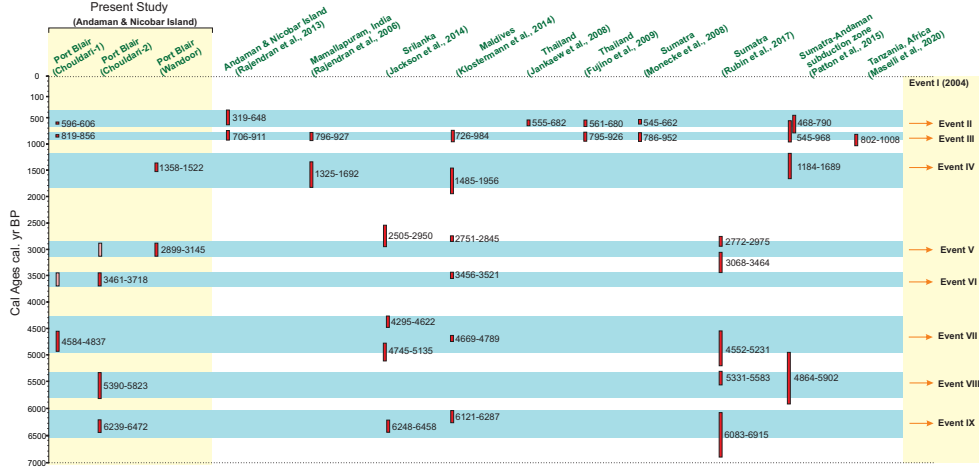 Present Study
(Andaman & Nicobar Island)
Port Blair
(Chouldari-1)
Port Blair
(Chouldari-2)
Port Blair
(Wandoor)
Andaman & Nicobar Island
(Rajendran et al., 2013)
Mamallapuram, India
(Rajendran et al., 2006)
Srilanka
(Jackson et al., 2014)
Maldives
(Klostermann et al., 2014)
Thailand
(Jankaew et al., 2008)
Thailand
(Fujino et al., 2009)
Sumatra
(Monecke et al., 2008)
Sumatra
(Rubin et al., 2017)
Sumatra-Andaman
subduction zone
(Patton et al., 2015)
Tanzania, Africa
(Maselli et al., 2020)
Cal Ages cal. yr BP
0
100
500
1000
1500
2000
2500
3000
3500
4000
4500
5000
5500
6000
6500
7000
Event I (2004)
319-648
596-606
555-682
561-680
545-662
468-790
Event II
819-856
706-911
796-927
726-984
795-926
786-952
545-968
802-1008
Event III
1358-1522
1325-1692
1485-1956
1184-1689
Event IV
2505-2950
2899-3145
2751-2845
2772-2975
Event V
3068-3464
3461-3718
3456-3521
Event VI
4295-4622
4584-4837
4745-5135
4669-4789
4552-5231
Event VII
5390-5823
5331-5583
4864-5902
Event VIII
6239-6472
6248-6458
6121-6287
6083-6915
Event IX